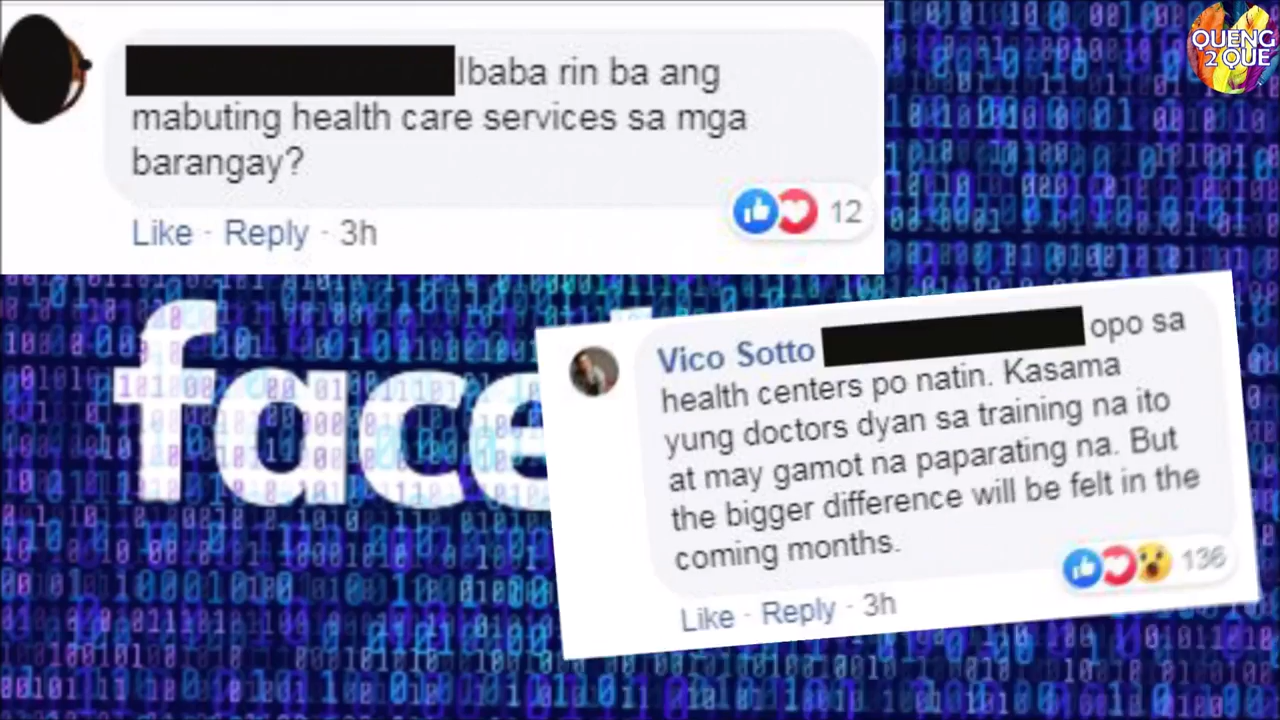 QUENG
2 QUE
Ibaba rin ba ang
mabuting health care services sa mga
barangay?
Like · Reply · 3h
12
face
Vico Sotto opo sa
health centers po natin. Kasama
yung doctors dyan sa training na ito
at may gamot na paparating na. But
the bigger difference will be felt in the
coming months.
136
Like · Reply · 3h